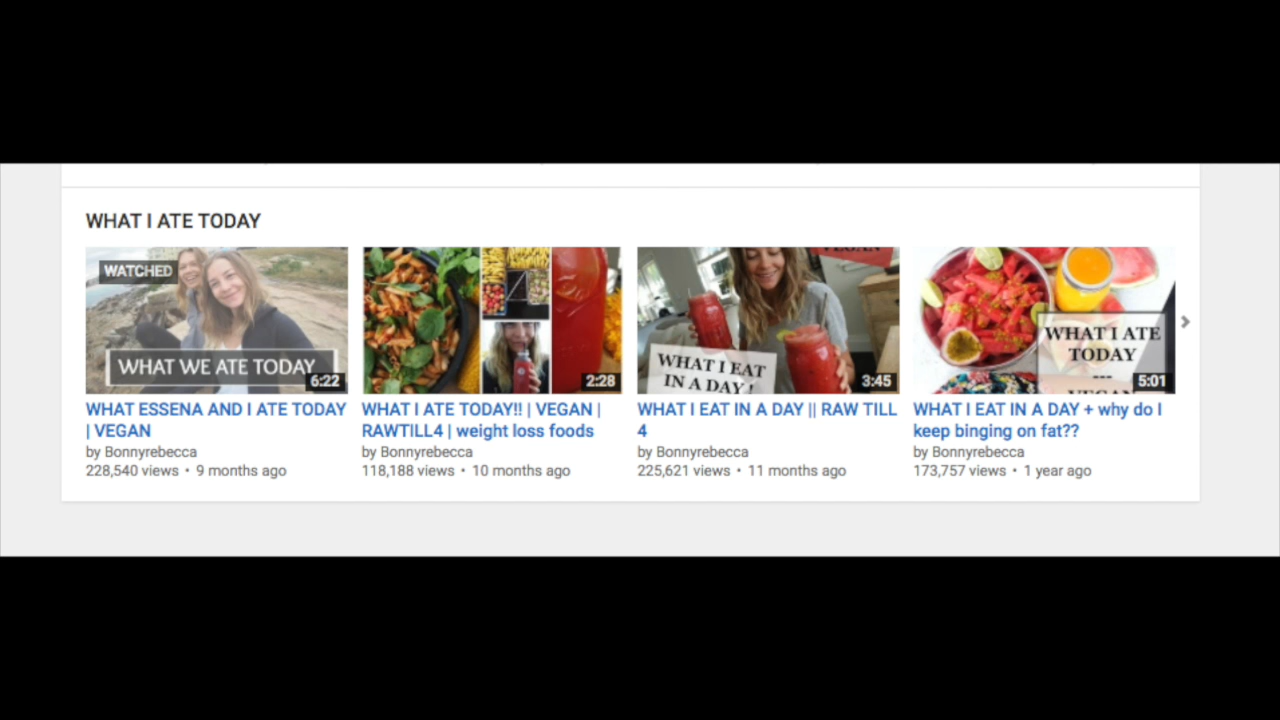 WHAT I ATE TODAY
WATCHED
WHAT WE ATE TODAY
6:22
WHAT ESSENA AND I ATE TODAY
| VEGAN
by Bonnyrebecca
228,540 views • 9 months ago
2:28
WHAT I ATE TODAY!! | VEGAN |
RAWTILL4 | weight loss foods
by Bonnyrebecca
118,188 views • 10 months ago
VEGAN
WHAT I EAT
IN A DAY !
3:45
WHAT I EAT IN A DAY || RAW TILL
4
by Bonnyrebecca
225,621 views • 11 months ago
WHAT I ATE
TODAY
VEGAN
5:01
WHAT I EAT IN A DAY + why do I
keep binging on fat??
by Bonnyrebecca
173,757 views • 1 year ago